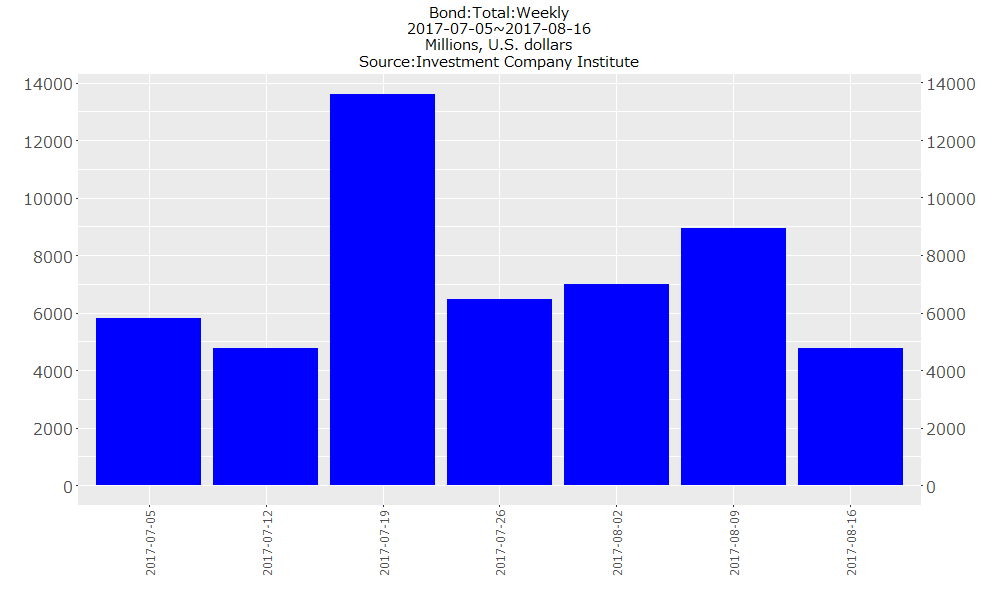 Bond:Total:Weekly
2017-07-05~2017-08-16
Millions, U.S. dollars
Source:Investment Company Institute
14000 14000
12000 12000
10000 10000
8000 8000
6000 6000
4000 4000
2000 2000
0 0
2017-07-05 2017-07-12 2017-07-19 2017-07-26 2017-08-02 2017-08-09 2017-08-16